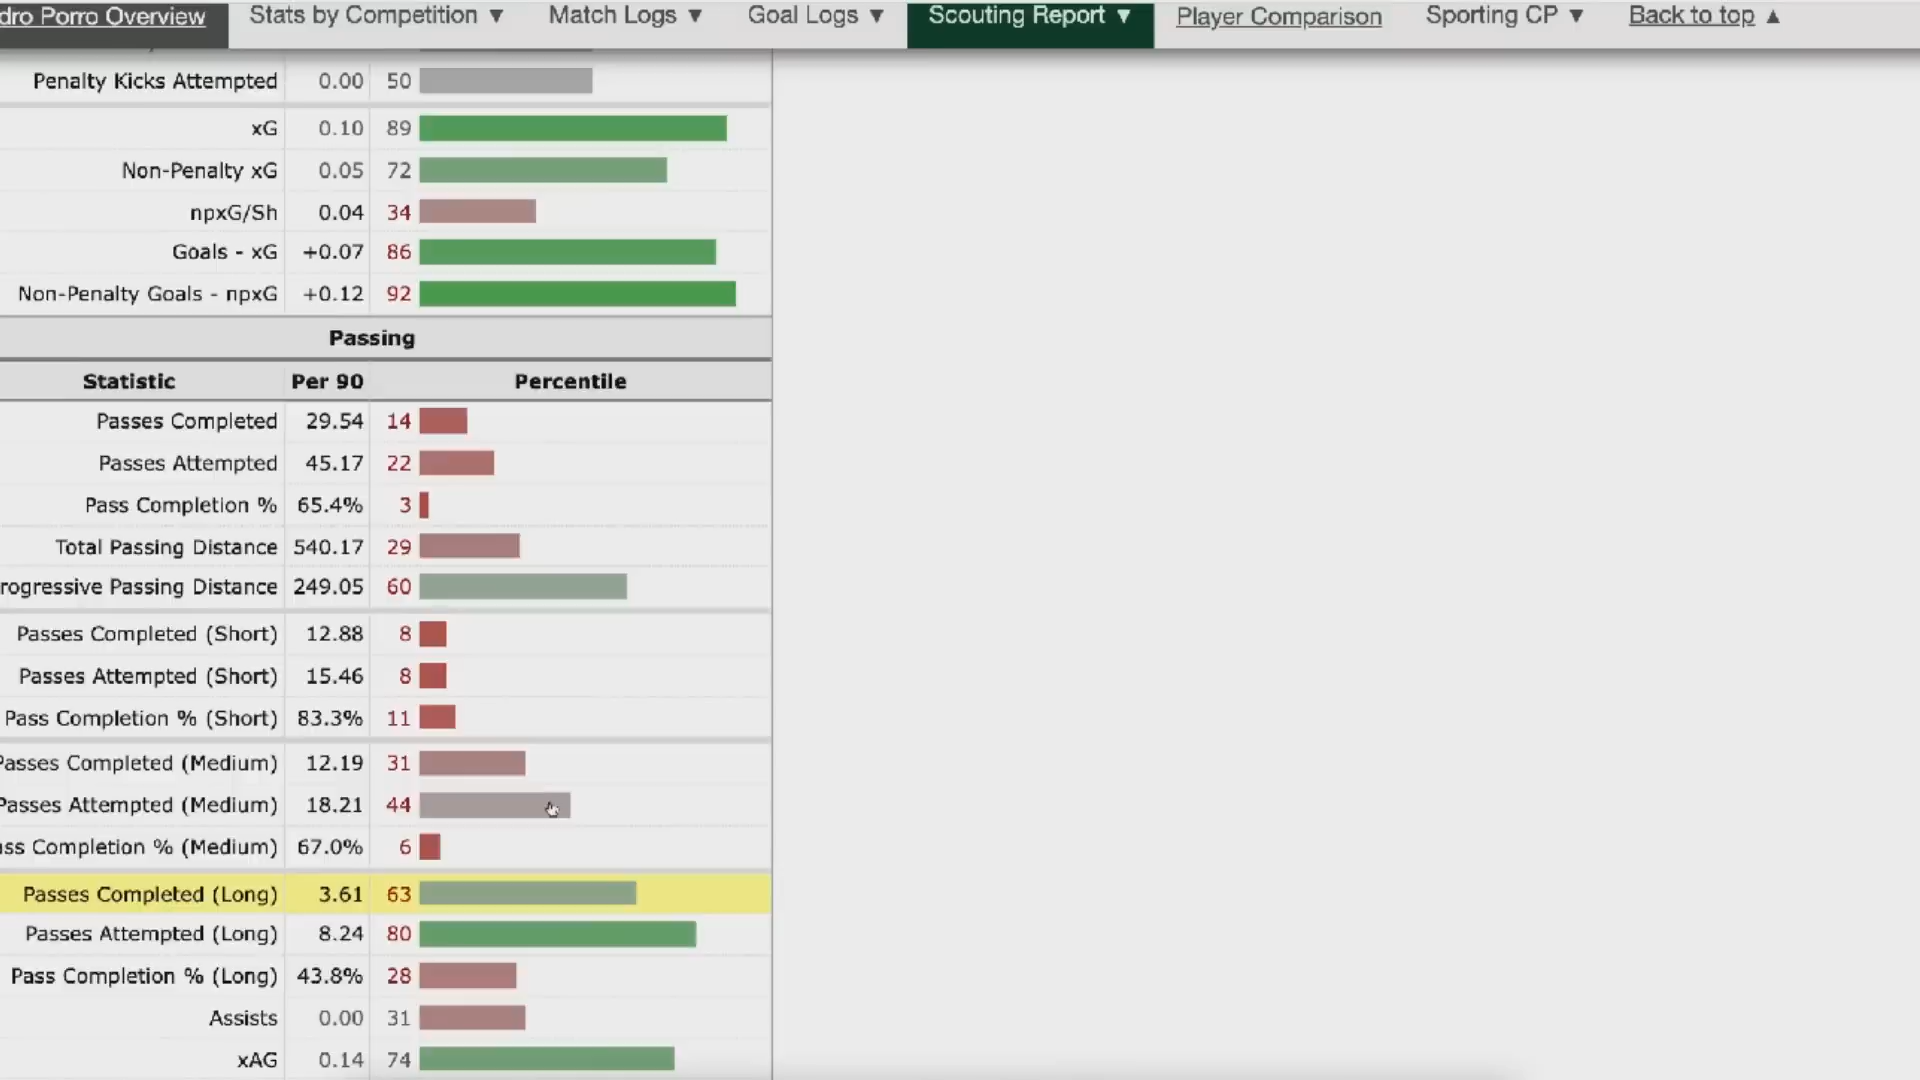 dro Porro Overview Stats by Competition ▼ Match Logs ▼ Goal Logs ▼ Scouting Report ▼ Player Comparison Sporting CP ▼ Back to top ▲
Penalty Kicks Attempted 0.00 50
xG 0.10 89
Non-Penalty xG 0.05 72
npxG/Sh 0.04 34
Goals - xG +0.07 86
Non-Penalty Goals - npxG +0.12 92
Passing
Statistic Per 90 Percentile
Passes Completed 29.54 14
Passes Attempted 45.17 22
Pass Completion % 65.4% 3
Total Passing Distance 540.17 29
rogressive Passing Distance 249.05 60
Passes Completed (Short) 12.88 8
Passes Attempted (Short) 15.46 8
Pass Completion % (Short) 83.3% 11
Passes Completed (Medium) 12.19 31
Passes Attempted (Medium) 18.21 44
ss Completion % (Medium) 67.0% 6
Passes Completed (Long) 3.61 63
Passes Attempted (Long) 8.24 80
Pass Completion % (Long) 43.8% 28
Assists 0.00 31
xAG 0.14 74